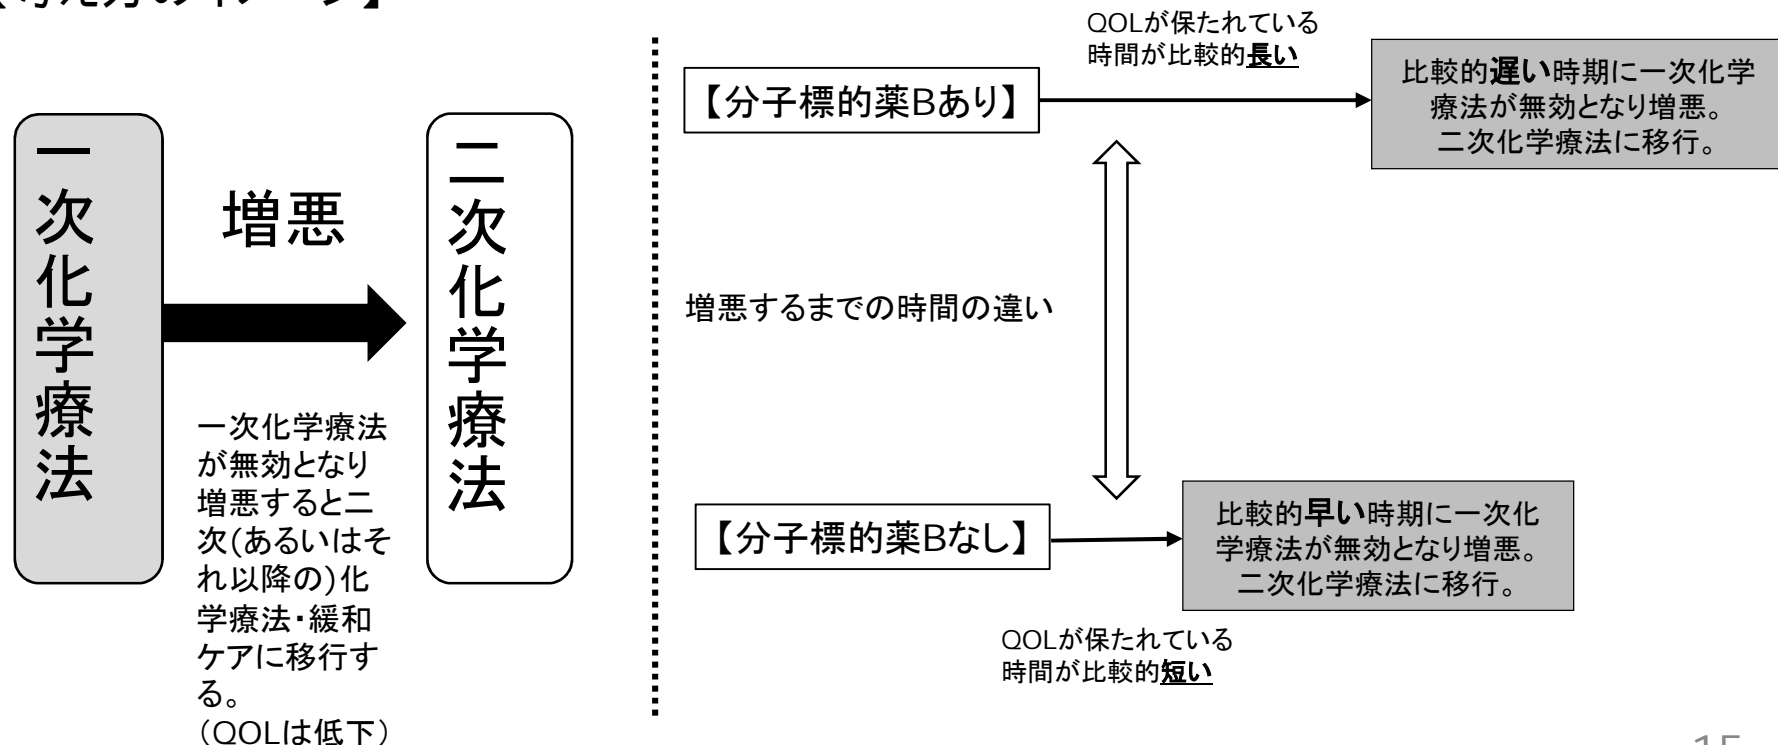 【考え方のイメージ】
一次化学療法
増悪
二次化学療法
一次化学療法
が無効となり
増悪すると二
次(あるいはそ
れ以降の)化
学療法・緩和
ケアに移行す
る。
（QOLは低下）
QOLが保たれている
時間が比較的長い
【分子標的薬Bあり】
比較的遅い時期に一次化学
療法が無効となり増悪。
二次化学療法に移行。
増悪するまでの時間の違い
【分子標的薬Bなし】
比較的早い時期に一次化
学療法が無効となり増悪。
二次化学療法に移行。
QOLが保たれている
時間が比較的短い
15